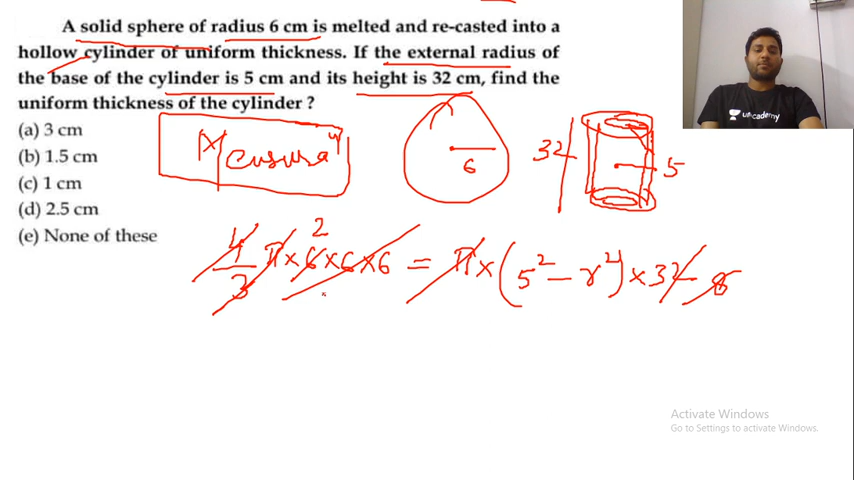 A solid sphere of radius 6 cm is melted and re-casted into a
hollow cylinder of uniform thickness. If the external radius of
the base of the cylinder is 5 cm and its height is 32 cm, find the
uniform thickness of the cylinder ?
(a) 3 cm
(b) 1.5 cm
(c) 1 cm
(d) 2.5 cm
(e) None of these
6
32
5
2
4/3 π × 6 × 6 × 6 = π × (5² – r²) × 32 8
unacademy
Activate Windows
Go to Settings to activate Windows.